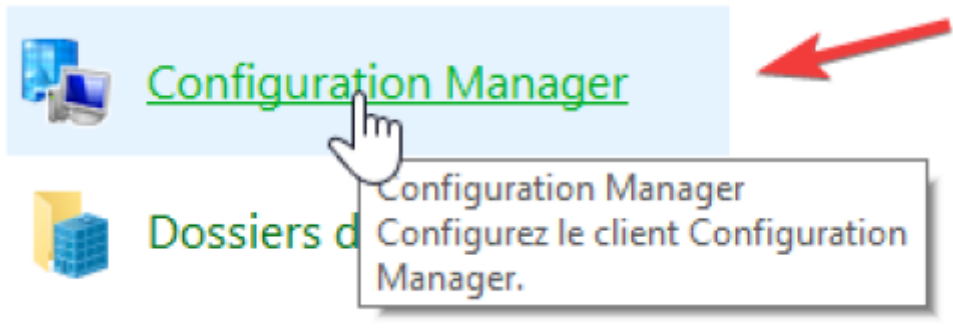 Configuration Manager
Configuration Manager
Dossiers d
Configurez le client Configuration
Manager.